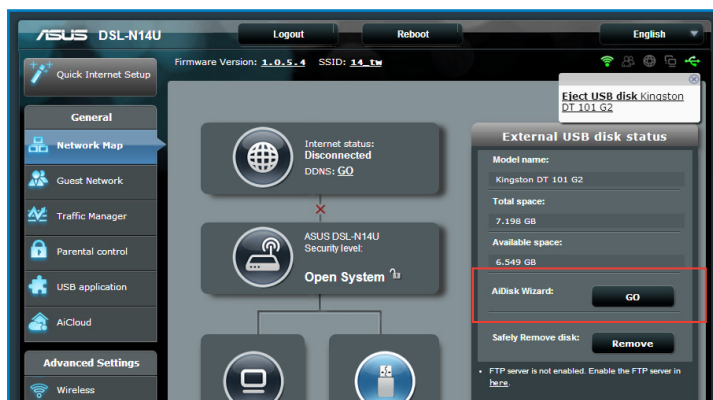 ASUS DSL-N14U
Logout
Reboot
English
Quick Internet Setup
Firmware Version: 1.0.5.4 SSID: 14_tw
Eject USB disk Kingston
DT 101 G2
General
Network Map
Guest Network
Traffic Manager
Parental control
USB application
AiCloud
Advanced Settings
Wireless
Internet status:
Disconnected
DDNS: GO
ASUS DSL-N14U
Security level:
Open System
External USB disk status
Model name:
Kingston DT 101 G2
Total space:
7.198 GB
Available space:
6.549 GB
AiDisk Wizard:
GO
Safely Remove disk:
Remove
• FTP server is not enabled. Enable the FTP server in
here.